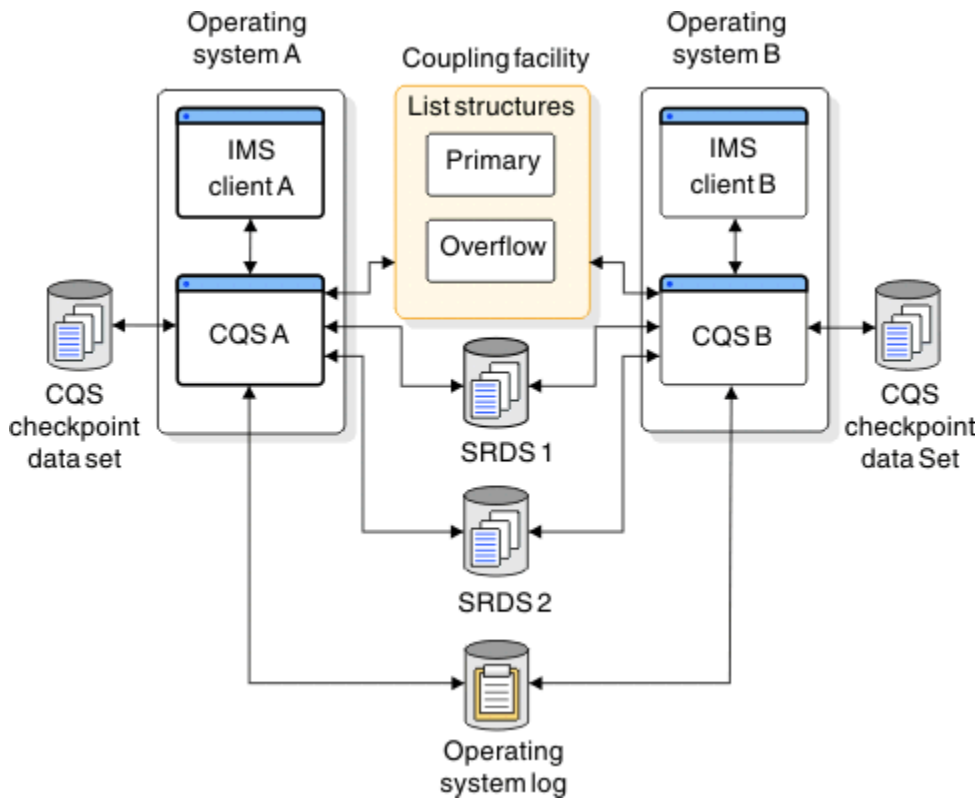 Operating
system A
Coupling facility
Operating
system B
List structures
IMS
client A
Primary
IMS
client B
Overflow
CQS A
CQS B
CQS
checkpoint
data set
SRDS 1
CQS
checkpoint
data Set
SRDS 2
Operating
system log